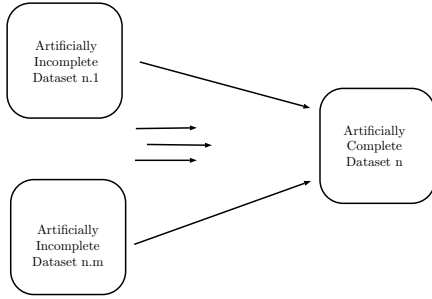 Artificially
Incomplete
Dataset n.1
Artificially
Complete
Dataset n
Artificially
Incomplete
Dataset n.m